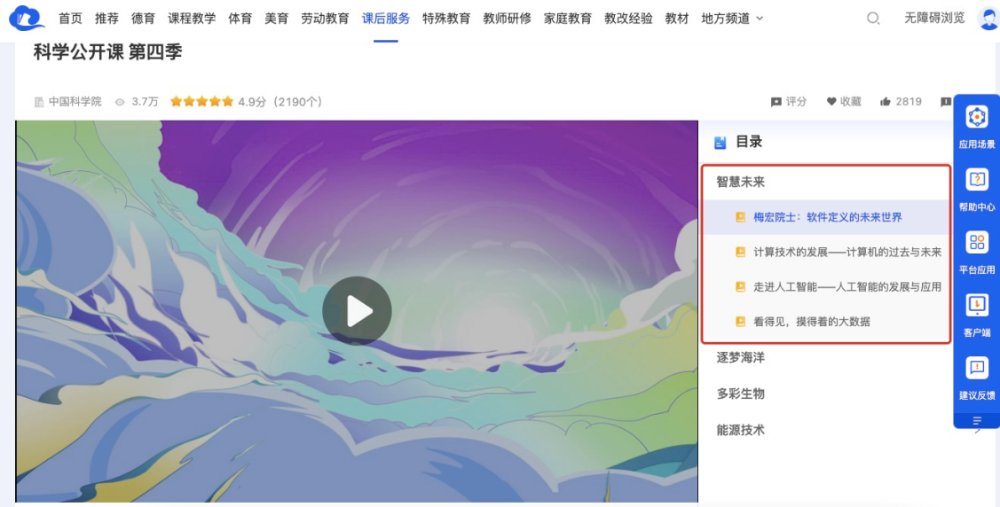 首页 推荐 德育 课程教学 体育 美育 劳动教育 课后服务 特殊教育 教师研修 家庭教育 教改经验 教材 地方频道 无障碍浏览
科学公开课 第四季
中国科学院 3.7万 4.9分（2190个） 评分 收藏 2819
目录
智慧未来
梅宏院士：软件定义的未来世界
计算技术的发展——计算机的过去与未来
走进人工智能——人工智能的发展与应用
看得见，摸得着的大数据
逐梦海洋
多彩生物
能源技术
应用场景
帮助中心
平台应用
客户端
建议反馈